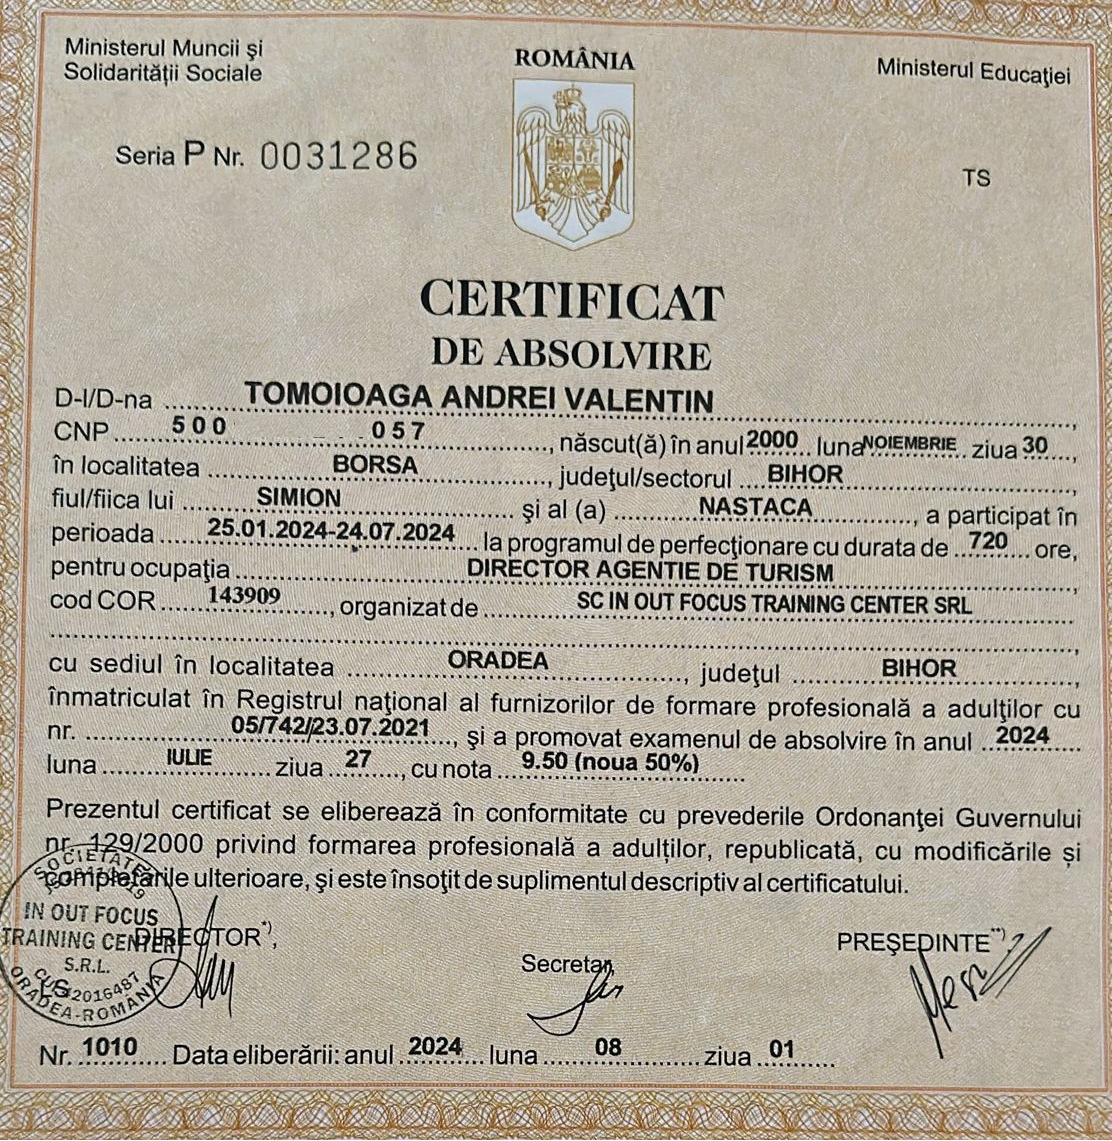 Ministerul Muncii şi
Solidarităţii Sociale
ROMÂNIA
Ministerul Educaţiei
Seria P Nr. 0031286
TS
CERTIFICAT
DE ABSOLVIRE
D-l/D-na ...... TOMOIOAGA ANDREI VALENTIN
CNP ...... 500 057 ......, născut(ă) în anul 2000 luna NOIEMBRIE ziua 30 ,
în localitatea ...... BORSA ......, judeţul/sectorul .... BIHOR ......,
fiul/fiica lui ...... SIMION ...... şi al (a) ...... NASTACA ......, a participat în
perioada ...... 25.01.2024-24.07.2024 .... la programul de perfecţionare cu durata de .. 720 .... ore,
pentru ocupaţia ...... DIRECTOR AGENTIE DE TURISM ......,
cod COR ...... 143909 ......, organizat de ...... SC IN OUT FOCUS TRAINING CENTER SRL
......,
cu sediul în localitatea ...... ORADEA ......, judeţul ...... BIHOR ......,
înmatriculat în Registrul naţional al furnizorilor de formare profesională a adulţilor cu
nr. ...... 05/742/23.07.2021 ...., şi a promovat examenul de absolvire în anul .. 2024 ....
luna ...... IULIE ...... ziua .. 27 ...., cu nota .... 9.50 (noua 50%) ......
Prezentul certificat se eliberează în conformitate cu prevederile Ordonanţei Guvernului
nr. 129/2000 privind formarea profesională a adulţilor, republicată, cu modificările şi
completările ulterioare, şi este însoţit de suplimentul descriptiv al certificatului.
SOCIETATEA
IN OUT FOCUS
TRAINING CENTER
S.R.L.
ORADEA-ROMANIA
LS
DIRECTOR*),
Secretar,
PREŞEDINTE**)
Nr. 1010 .... Data eliberării: anul .. 2024 .. luna ...... 08 ...... ziua .. 01 ......